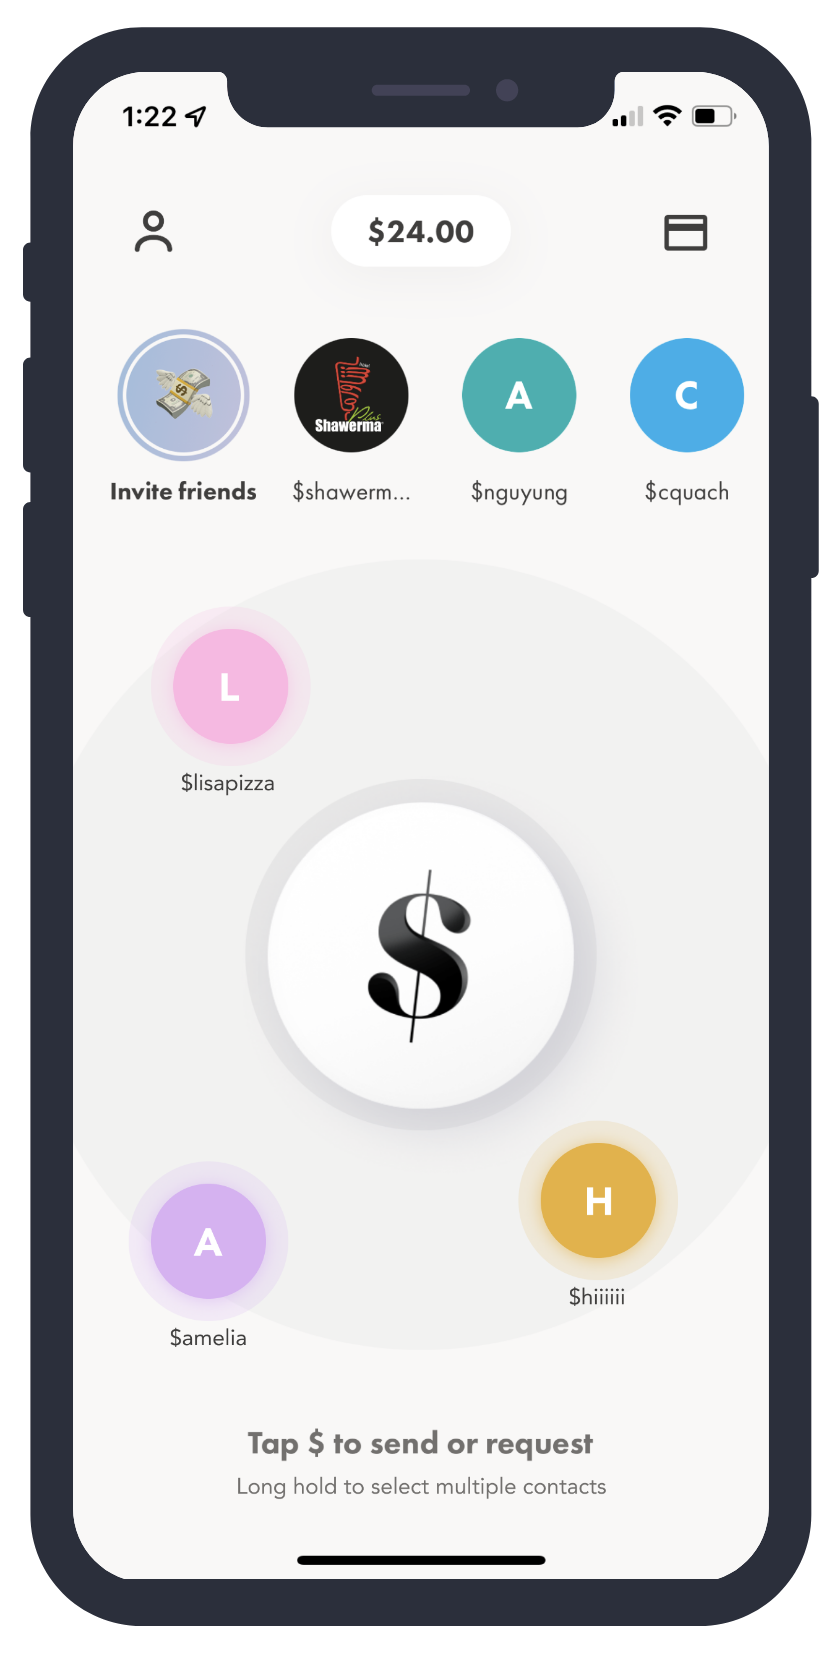 1:22
$24.00
Shawerma
Plus
A
C
Invite friends
$shawerm...
$nguyung
$cquach
L
$lisapizza
$
H
$hiiiiii
A
$amelia
Tap $ to send or request
Long hold to select multiple contacts